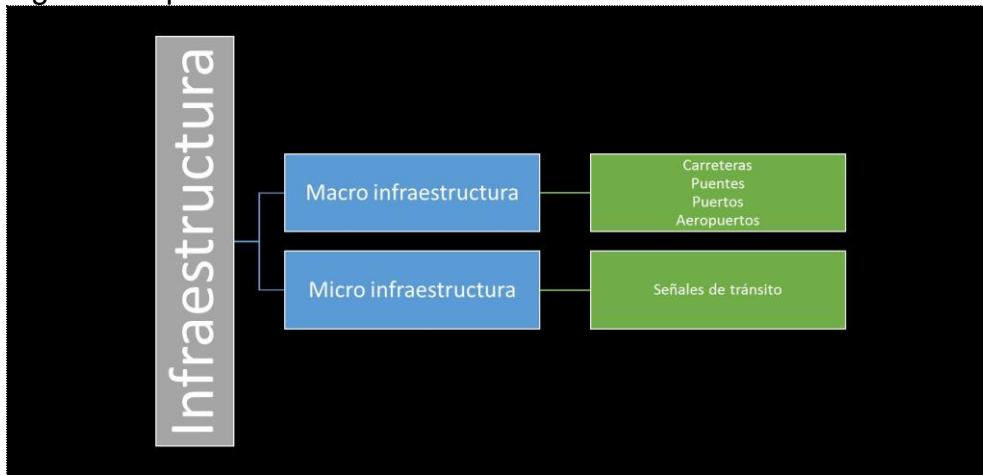 Infraestructura
Macro infraestructura
Carreteras
Puentes
Puertos
Aeropuertos
Micro infraestructura
Señales de tránsito